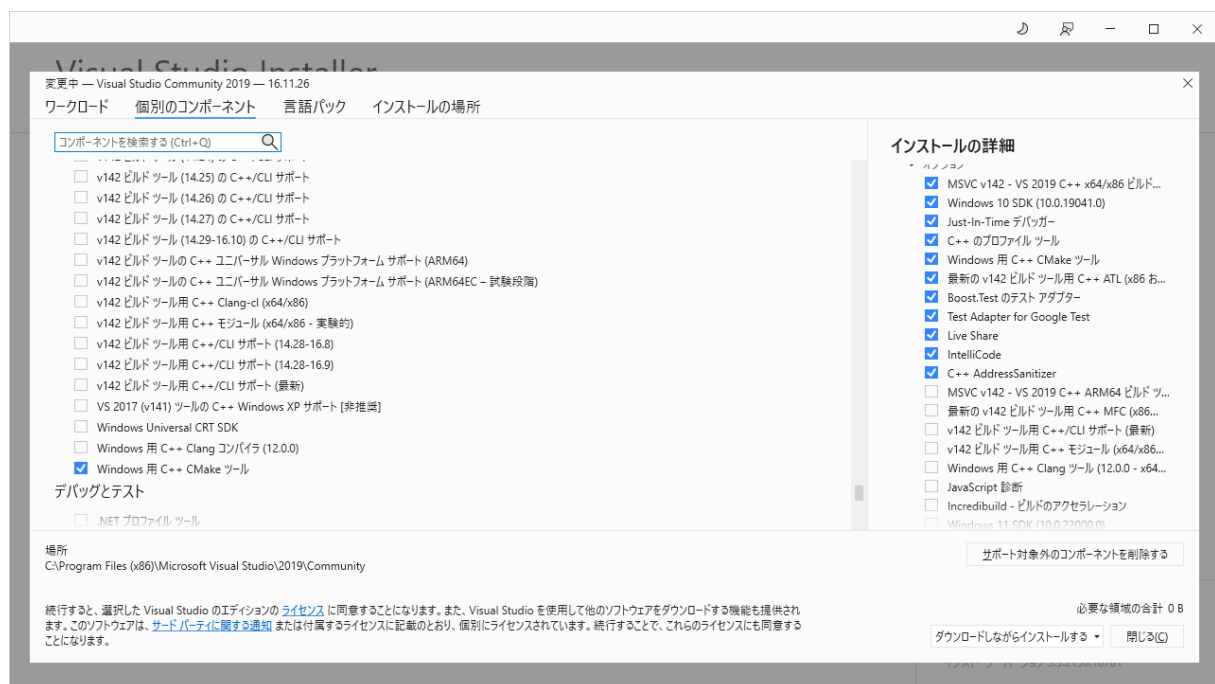 Visual Studio Installer
変更中 — Visual Studio Community 2019 — 16.11.26
ワークロード 個別のコンポーネント 言語パック インストールの場所
コンポーネントを検索する (Ctrl+Q)
v142 ビルド ツール (14.25) の C++/CLI サポート
v142 ビルド ツール (14.26) の C++/CLI サポート
v142 ビルド ツール (14.27) の C++/CLI サポート
v142 ビルド ツール (14.29-16.10) の C++/CLI サポート
v142 ビルド ツールの C++ ユニバーサル Windows プラットフォーム サポート (ARM64)
v142 ビルド ツールの C++ ユニバーサル Windows プラットフォーム サポート (ARM64EC – 試験段階)
v142 ビルド ツール用 C++ Clang-cl (x64/x86)
v142 ビルド ツール用 C++ モジュール (x64/x86 - 実験的)
v142 ビルド ツール用 C++/CLI サポート (14.28-16.8)
v142 ビルド ツール用 C++/CLI サポート (14.28-16.9)
v142 ビルド ツール用 C++/CLI サポート (最新)
VS 2017 (v141) ツールの C++ Windows XP サポート [非推奨]
Windows Universal CRT SDK
Windows 用 C++ Clang コンパイラ (12.0.0)
Windows 用 C++ CMake ツール
デバッグとテスト
.NET プロファイル ツール
インストールの詳細
オプション
MSVC v142 - VS 2019 C++ x64/x86 ビルド...
Windows 10 SDK (10.0.19041.0)
Just-In-Time デバッガー
C++ のプロファイル ツール
Windows 用 C++ CMake ツール
最新の v142 ビルド ツール用 C++ ATL (x86 お...
Boost.Test のテスト アダプター
Test Adapter for Google Test
Live Share
IntelliCode
C++ AddressSanitizer
MSVC v142 - VS 2019 C++ ARM64 ビルド ツ...
最新の v142 ビルド ツール用 C++ MFC (x86...
v142 ビルド ツール用 C++/CLI サポート (最新)
v142 ビルド ツール用 C++ モジュール (x64/x86...
Windows 用 C++ Clang ツール (12.0.0 - x64...
JavaScript 診断
Incredibuild - ビルドのアクセラレーション
Windows 11 SDK (10.0.22000.0)
場所
C:\Program Files (x86)\Microsoft Visual Studio\2019\Community
サポート対象外のコンポーネントを削除する
続行すると、選択した Visual Studio のエディションの ライセンス に同意することになります。また、Visual Studio を使用して他のソフトウェアをダウンロードする機能も提供され
ます。このソフトウェアは、サード パーティに関する通知 または付属するライセンスに記載のとおり、個別にライセンスされています。続行することで、これらのライセンスにも同意する
ことになります。
必要な領域の合計 0 B
ダウンロードしながらインストールする 閉じる(C)